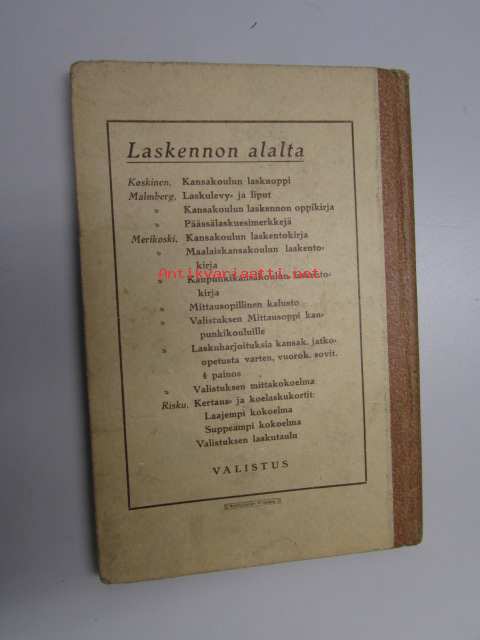 Laskennon alalta
Koskinen, Kansakoulun laskuoppi
Malmberg, Laskulevy- ja liput
" Kansakoulun laskennon oppikirja
" Päässälaskuesimerkkejä
Merikoski, Kansakoulun laskentokirja
" Maalaiskansakoulun laskento-
kirja
Antikvariaatti.net
" Kaupunkikansakoulun laskento-
kirja
" Mittausopillinen kalusto
" Valistuksen Mittausoppi kau-
punkikouluille
" Laskuharjoituksia kansak. jatko-
opetusta varten, vuorok. sovit.
4 painos
" Valistuksen mittakokoelma
Risku, Kertaus- ja koelaskukortit:
Laajempi kokoelma
Suppeampi kokoelma
Valistuksen laskutaulu
VALISTUS